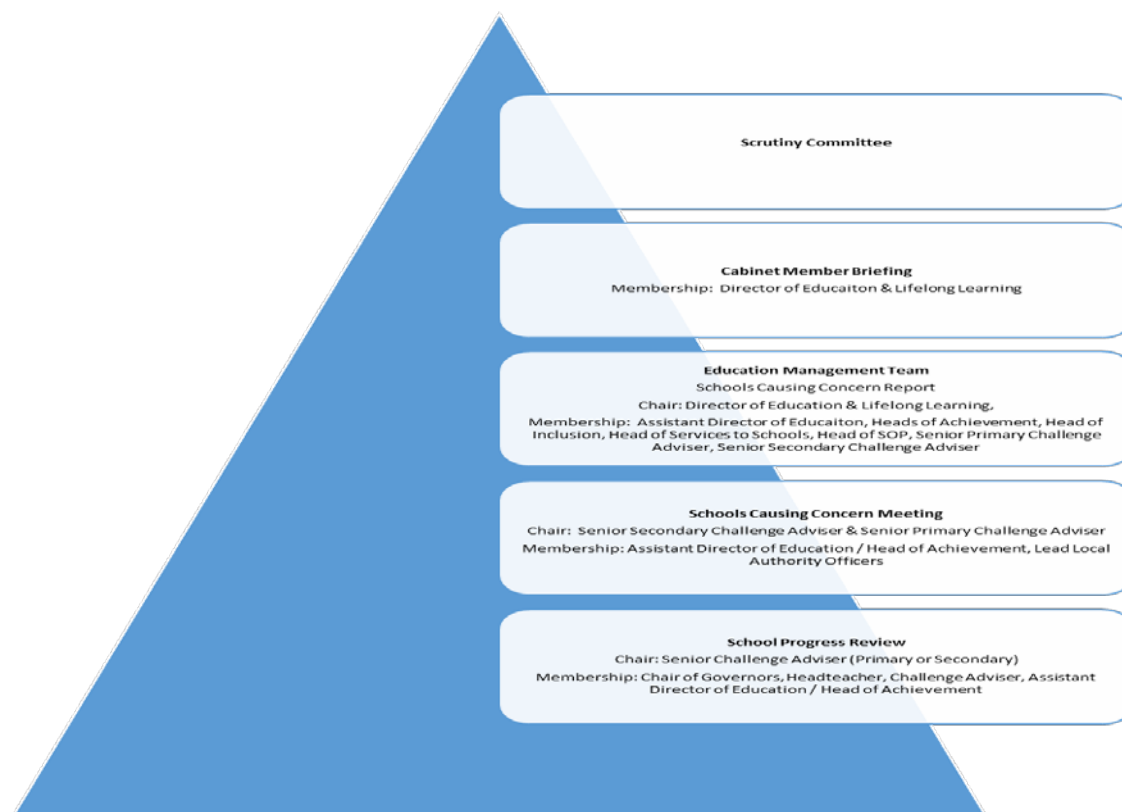 Scrutiny Committee
Cabinet Member Briefing
Membership: Director of Educaiton & Lifelong Learning
Education Management Team
Schools Causing Concern Report
Chair: Director of Education & Lifelong Learning,
Membership: Assistant Director of Educaiton, Heads of Achievement, Head of
Inclusion, Head of Services to Schools, Head of SOP, Senior Primary Challenge
Adviser, Senior Secondary Challenge Adviser
Schools Causing Concern Meeting
Chair: Senior Secondary Challenge Adviser & Senior Primary Challenge Adviser
Membership: Assistant Director of Education / Head of Achievement, Lead Local
Authority Officers
School Progress Review
Chair: Senior Challenge Adviser (Primary or Secondary)
Membership: Chair of Governors, Headteacher, Challenge Adviser, Assistant
Director of Education / Head of Achievement